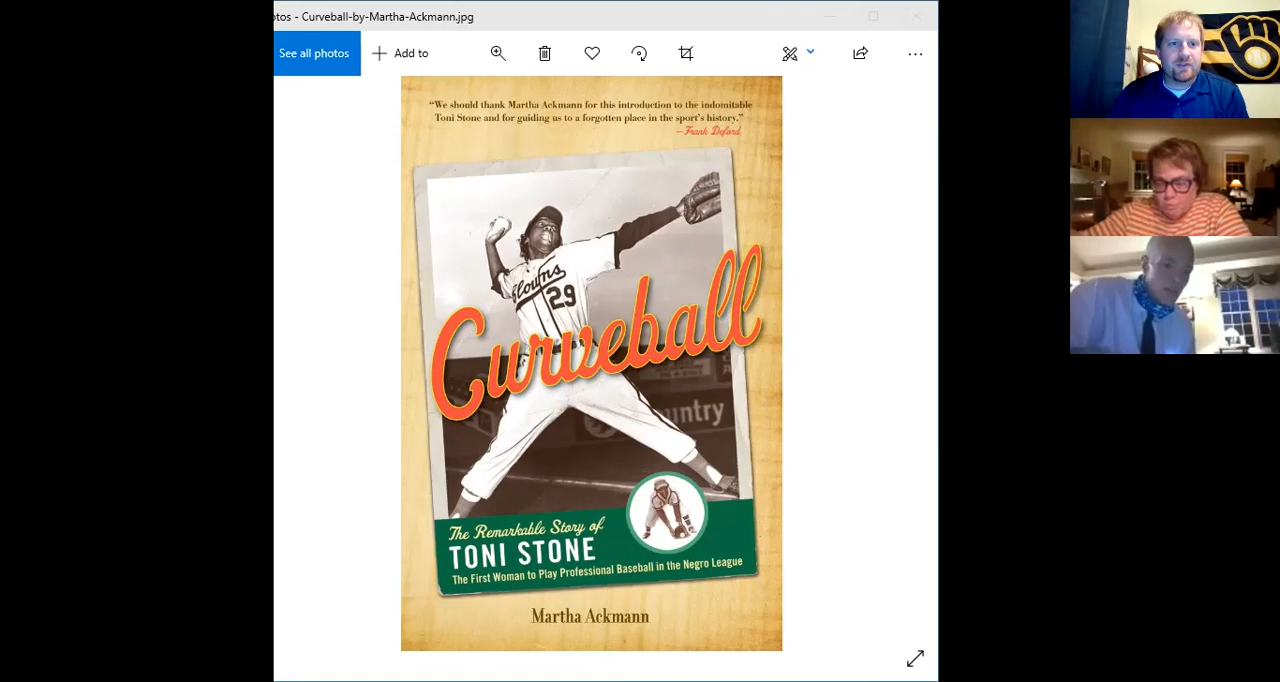 otos - Curveball-by-Martha-Ackmann.jpg
See all photos
Add to
“We should thank Martha Ackmann for this introduction to the indomitable
Toni Stone and for guiding us to a forgotten place in the sport’s history.”
—Frank Deford
Clowns
29
Curveball
ountry
The Remarkable Story of
TONI STONE
The First Woman to Play Professional Baseball in the Negro League
Martha Ackmann